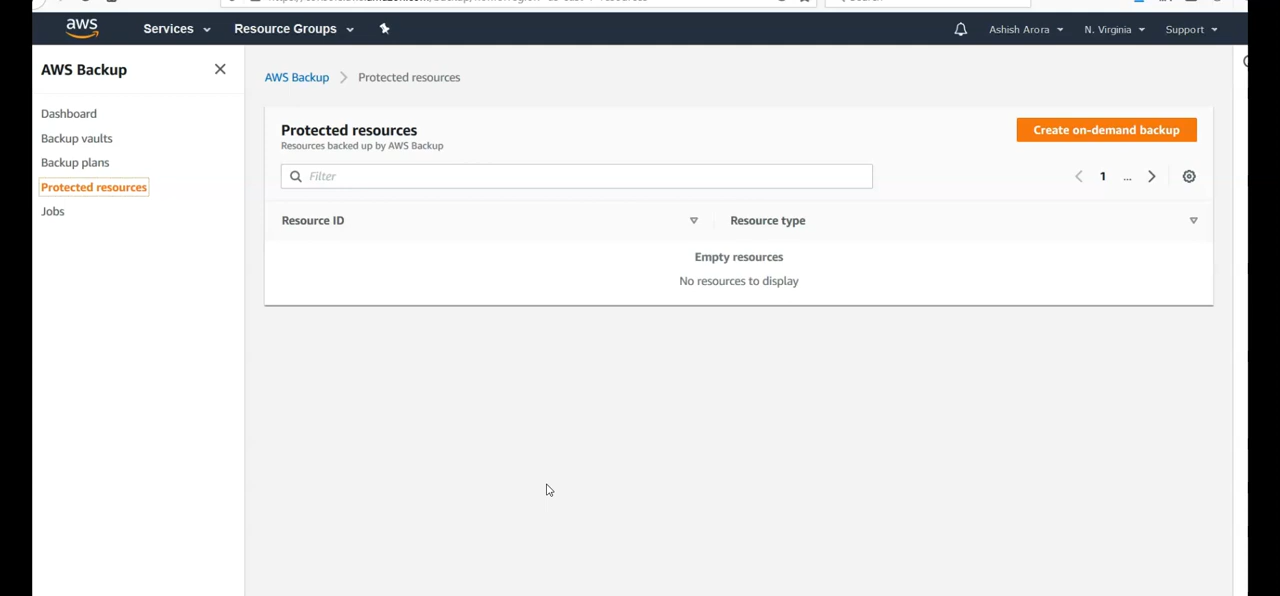 aws
Services
Resource Groups
Ashish Arora
N. Virginia
Support
AWS Backup
Dashboard
Backup vaults
Backup plans
Protected resources
Jobs
AWS Backup > Protected resources
Protected resources
Resources backed up by AWS Backup
Create on-demand backup
Filter
1 ...
Resource ID
Resource type
Empty resources
No resources to display